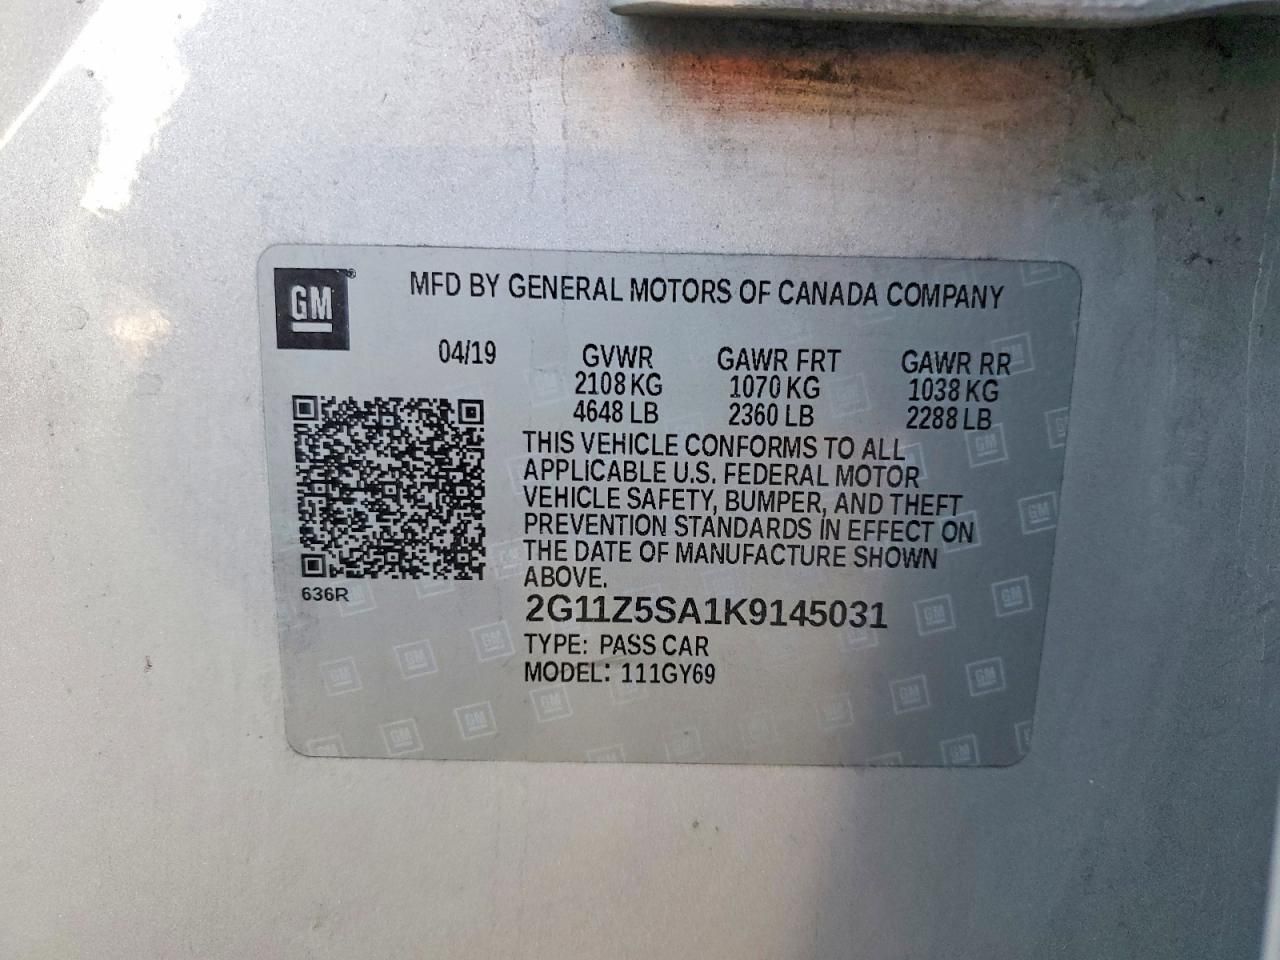 GM®
MFD BY GENERAL MOTORS OF CANADA COMPANY
04/19 GVWR GAWR FRT GAWR RR
2108 KG 1070 KG 1038 KG
4648 LB 2360 LB 2288 LB
THIS VEHICLE CONFORMS TO ALL
APPLICABLE U.S. FEDERAL MOTOR
VEHICLE SAFETY, BUMPER, AND THEFT
PREVENTION STANDARDS IN EFFECT ON
THE DATE OF MANUFACTURE SHOWN
ABOVE.
636R
2G11Z5SA1K9145031
TYPE: PASS CAR
MODEL: 111GY69